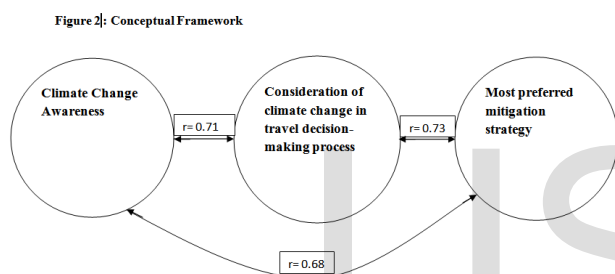 Figure 2: Conceptual Framework
Climate Change
Awareness
r= 0.71
Consideration of
climate change in
travel decision-
making process
r= 0.73
Most preferred
mitigation
strategy
r= 0.68